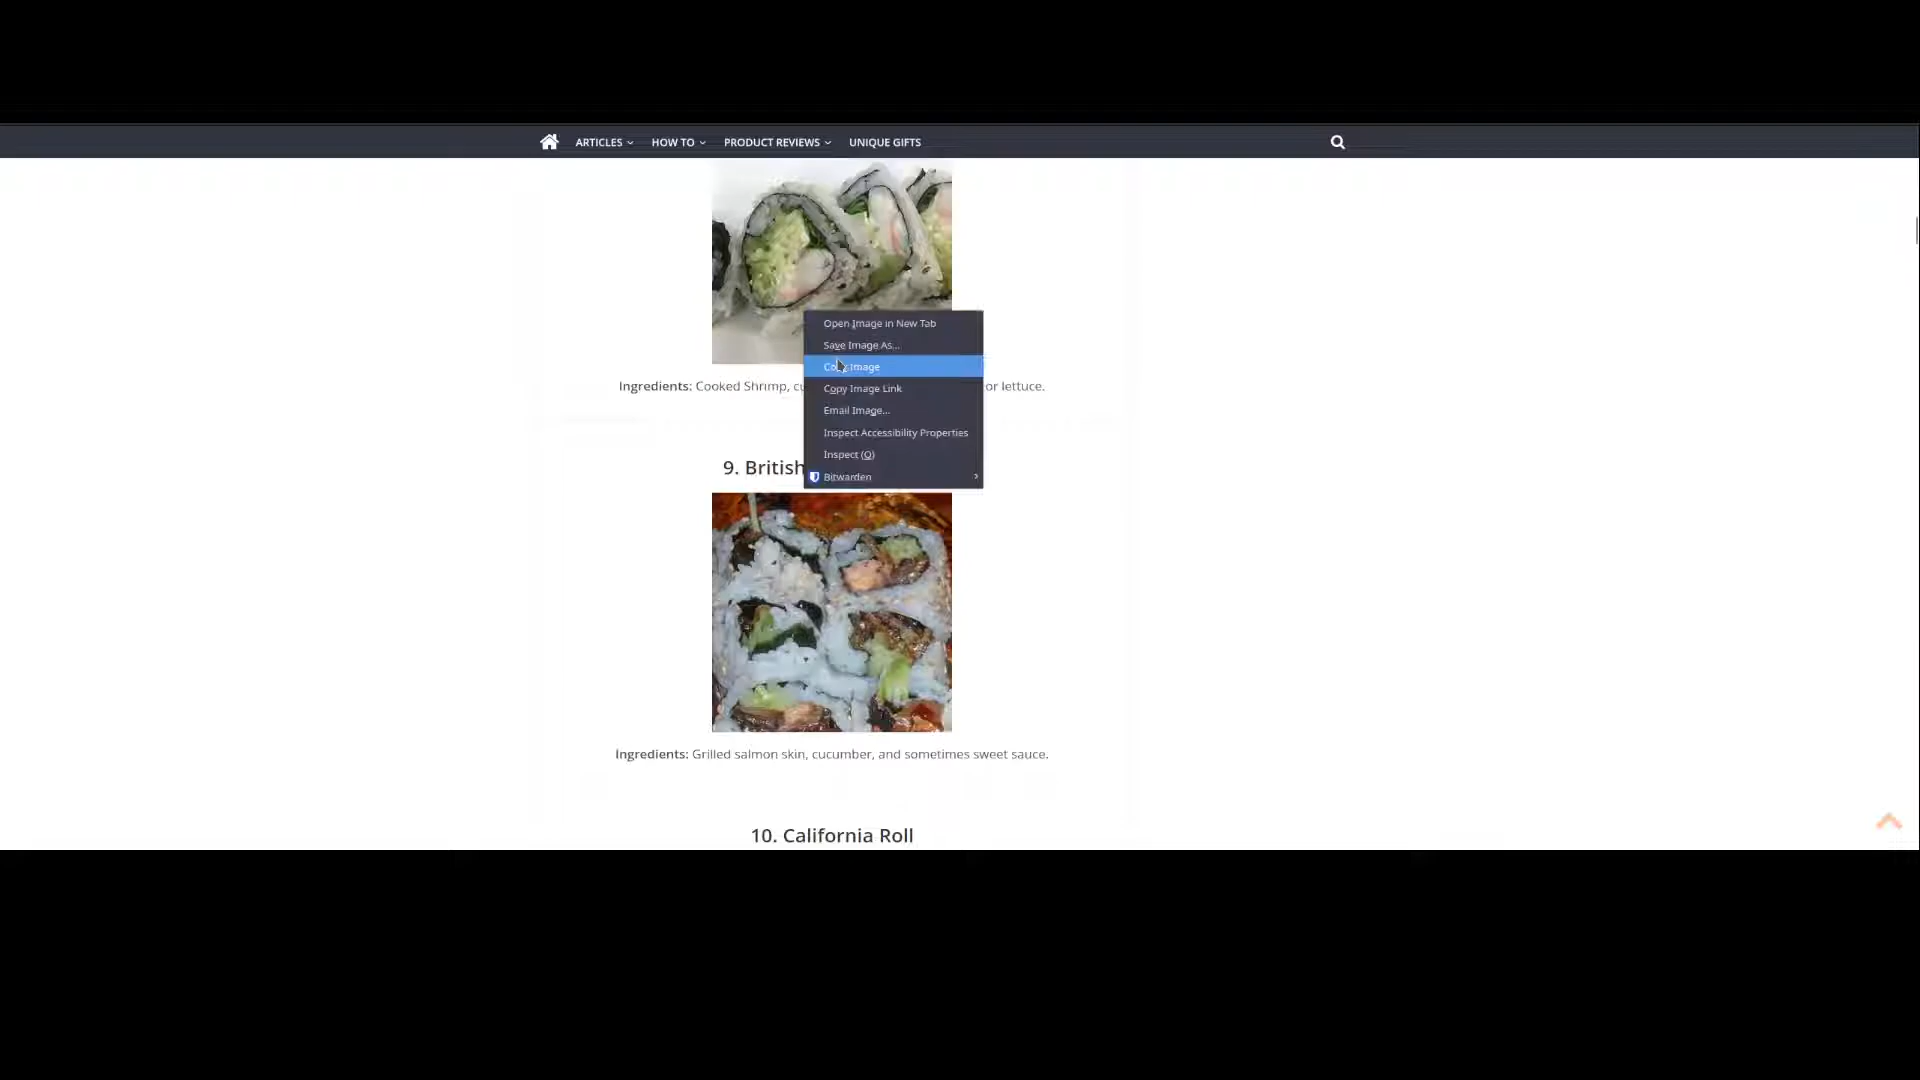 ARTICLES HOW TO PRODUCT REVIEWS UNIQUE GIFTS
Open Image in New Tab
Save Image As...
Copy Image
Copy Image Link
Email Image...
Inspect Accessibility Properties
Inspect (Q)
Bitwarden
Ingredients: Cooked Shrimp, or lettuce.
9. British
Ingredients: Grilled salmon skin, cucumber, and sometimes sweet sauce.
10. California Roll